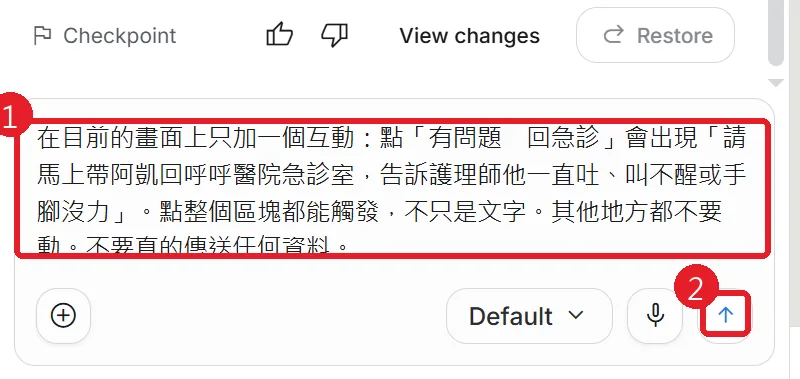 Checkpoint
View changes
Restore
1
在目前的畫面上只加一個互動：點「有問題　回急診」會出現「請
馬上帶阿凱回呼呼醫院急診室，告訴護理師他一直吐、叫不醒或手
腳沒力」。點整個區塊都能觸發，不只是文字。其他地方都不要
動。不要真的傳送任何資料。
2
Default